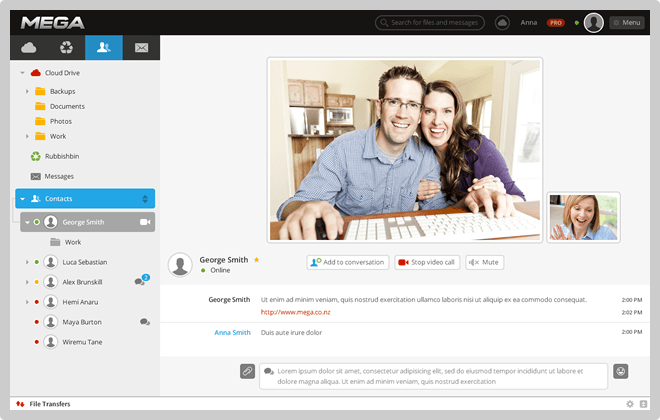 MEGA
Search for files and messages
Anna
PRO
Menu
Cloud Drive
Backups
Documents
Photos
Work
Rubbishbin
Messages
Contacts
George Smith
Work
Luca Sebastian
Alex Brunskill
2
Hemi Anaru
Maya Burton
Wiremu Tane
George Smith
Online
Add to conversation
Stop video call
Mute
George Smith
Ut enim ad minim veniam, quis nostrud exercitation ullamco laboris nisi ut aliquip ex ea commodo consequat.
2:00 PM
http://www.mega.co.nz
2:02 PM
Anna Smith
Duis aute irure dolor
2:00 PM
Lorem ipsum dolor sit amet, consectetur adipisicing elit, sed do eiusmod tempor incididunt ut labore et
dolore magna aliqua. Ut enim ad minim veniam, quis nostrud exercitation
File Transfers